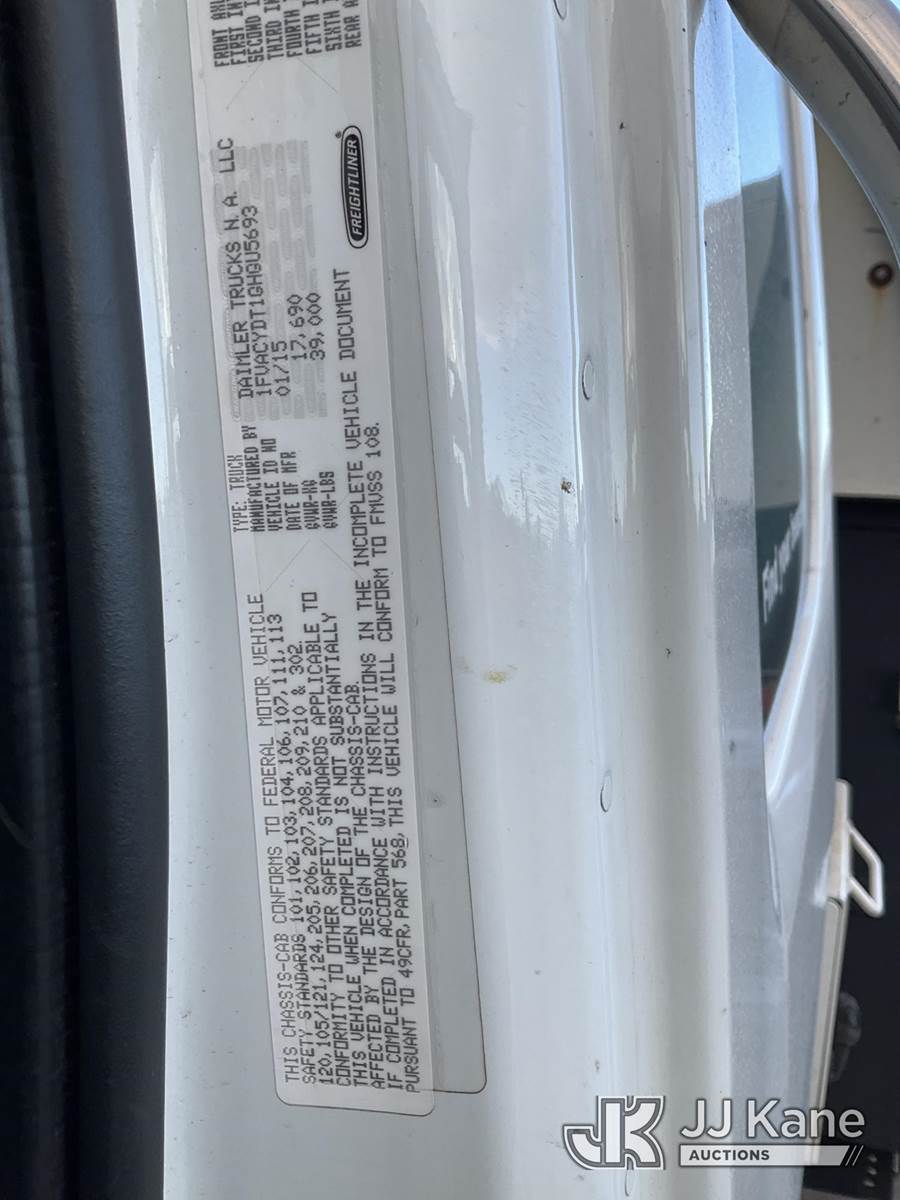 THIS CHASSIS-CAB CONFORMS TO FEDERAL MOTOR VEHICLE
SAFETY STANDARDS 101,102,103,104,106,107,111,113
120,105/121,124,205,206,207,208,209,210 & 302.
CONFORMITY TO OTHER SAFETY STANDARDS APPLICABLE TO
THIS VEHICLE WHEN COMPLETED IS NOT SUBSTANTIALLY
AFFECTED BY THE DESIGN OF THE CHASSIS-CAB.
IF COMPLETED IN ACCORDANCE WITH INSTRUCTIONS IN THE INCOMPLETE VEHICLE DOCUMENT
PURSUANT TO 49CFR,PART 568,THIS VEHICLE WILL CONFORM TO FMVSS 108.
TYPE: TRUCK
MANUFACTURED BY DAIMLER TRUCKS N.A. LLC
VEHICLE ID NO 1FVACYDT1GHGU5693
DATE OF MFR 01/15
GVWR-KG 17,690
GVWR-LBS 39,000
FREIGHTLINER
FRONT
FIRST
SECOND
THIRD
FOURTH
FIFTH
SIXTH
REAR
JK JJ Kane
AUCTIONS